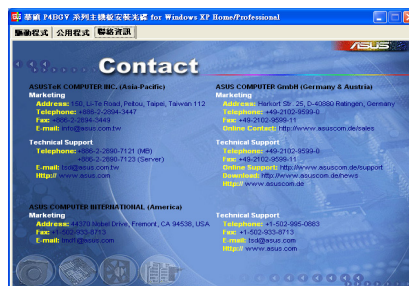 華碩 P4BGV 系列主機板安裝光碟 for Windows XP Home/Professional
驅動程式 公用程式 聯絡資訊
ASUS
Contact
ASUSTeK COMPUTER INC. (Asia-Pacific)
Marketing
Address: 150, Li-Te Road, Peitou, Taipei, Taiwan 112
Telephone: +886-2-2894-3447
Fax: +886-2-2894-3449
E-mail: info@asus.com.tw
Technical Support
Telephone: +886-2-2890-7121 (MB)
+886-2-2890-7123 (Server)
E-mail: tsd@asus.com.tw
Http:// www.asus.com
ASUS COMPUTER GmbH (Germany & Austria)
Marketing
Address: Harkort Str. 25, D-40880 Ratingen, Germany
Telephone: +49-2102-9599-0
Fax: +49-2102-9599-11
Online Contact: http://www.asuscom.de/sales
Technical Support
Telephone: +49-2102-9599-0
Fax: +49-2102-9599-11
Online Support: http://www.asuscom.de/support
Download: http://www.asuscom.de/news
Http:// www.asuscom.de
ASUS COMPUTER INTERNATIONAL (America)
Marketing
Address: 44370 Nobel Drive, Fremont, CA 94538, USA
Fax: +1-502-933-8713
E-mail: tmd1@asus.com
Technical Support
Telephone: +1-502-995-0883
Fax: +1-502-933-8713
E-mail: tsd@asus.com
Http:// www.asus.com